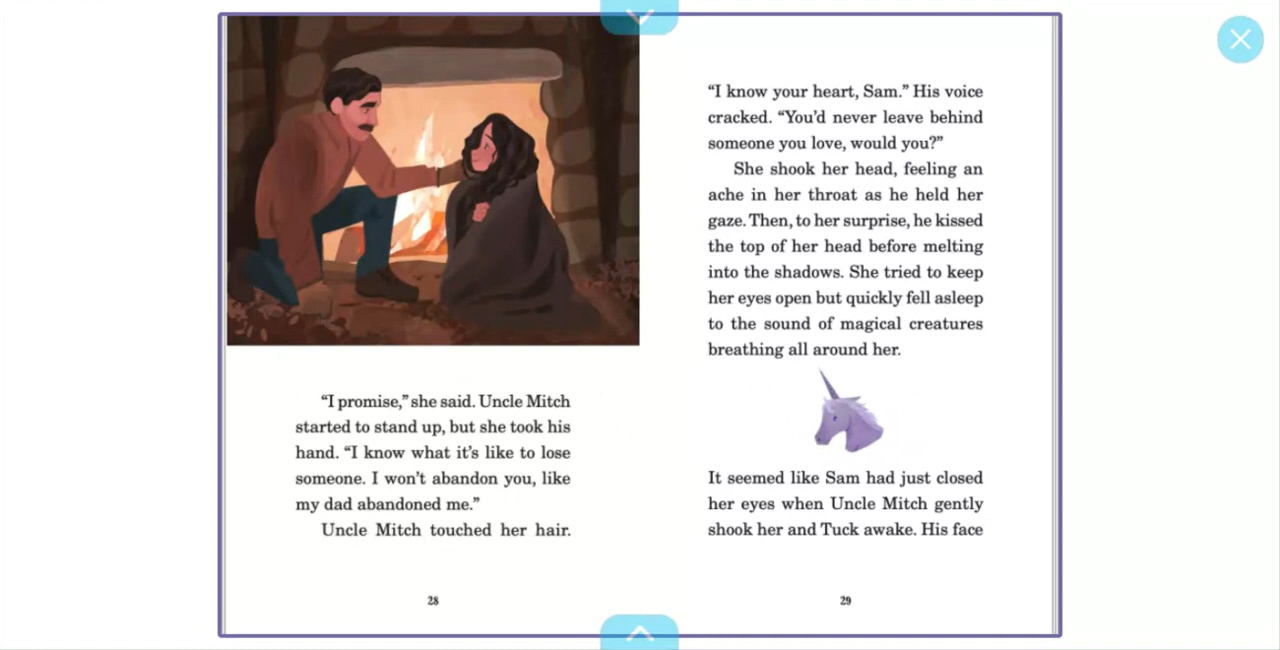 “I promise,” she said. Uncle Mitch
started to stand up, but she took his
hand. “I know what it’s like to lose
someone. I won’t abandon you, like
my dad abandoned me.”
Uncle Mitch touched her hair.
28
“I know your heart, Sam.” His voice
cracked. “You’d never leave behind
someone you love, would you?”
She shook her head, feeling an
ache in her throat as he held her
gaze. Then, to her surprise, he kissed
the top of her head before melting
into the shadows. She tried to keep
her eyes open but quickly fell asleep
to the sound of magical creatures
breathing all around her.
It seemed like Sam had just closed
her eyes when Uncle Mitch gently
shook her and Tuck awake. His face
29